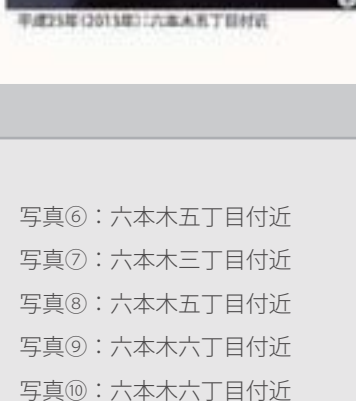 平成25年(2013年):六本木五丁目付近
写真⑥：六本木五丁目付近
写真⑦：六本木三丁目付近
写真⑧：六本木五丁目付近
写真⑨：六本木六丁目付近
写真⑩：六本木六丁目付近